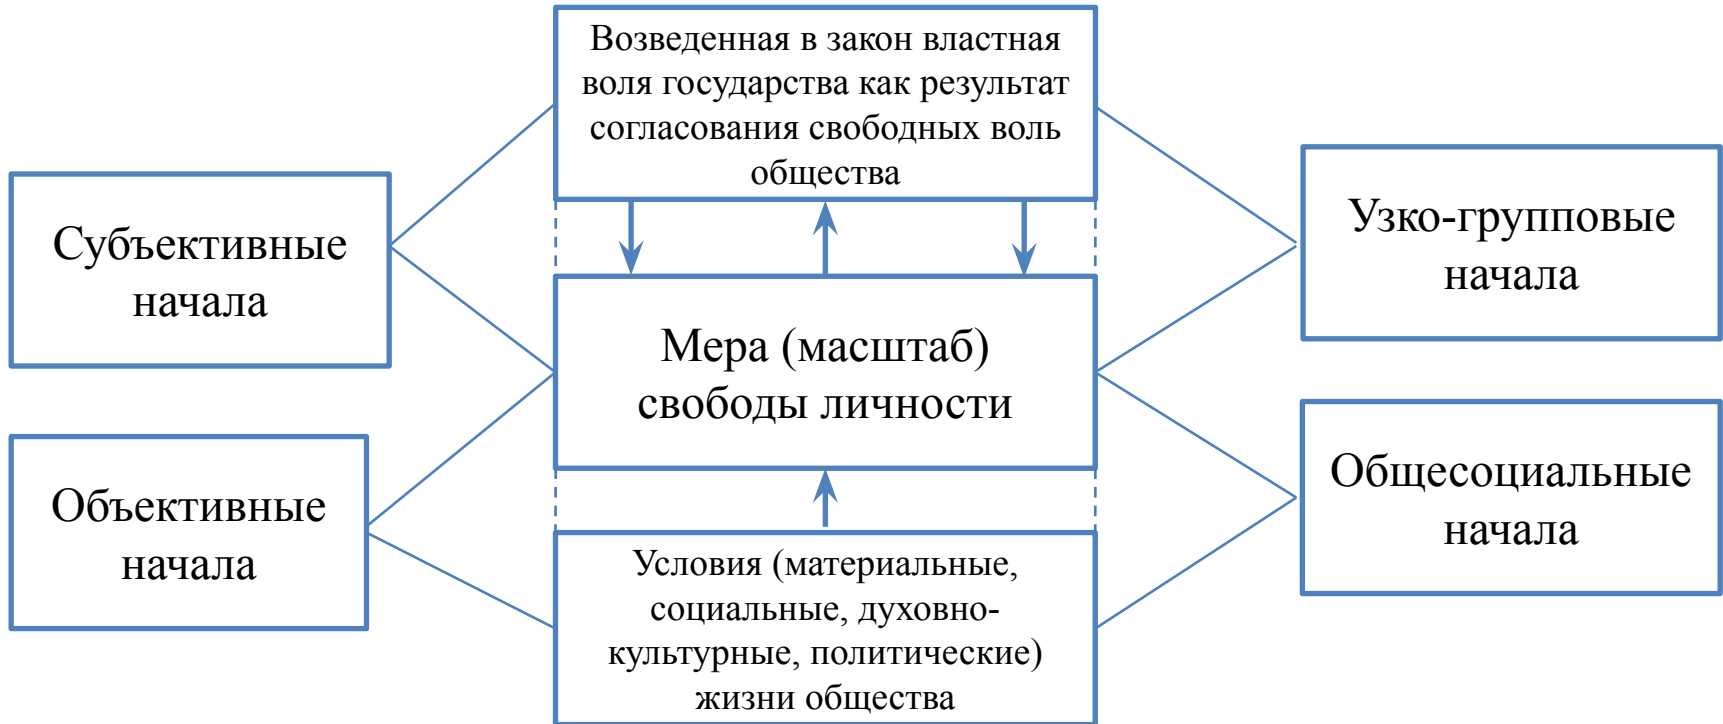 Возведенная в закон властная
воля государства как результат
согласования свободных воль
общества
Субъективные
начала
Узко-групповые
начала
Мера (масштаб)
свободы личности
Объективные
начала
Общесоциальные
начала
Условия (материальные,
социальные, духовно-
культурные, политические)
жизни общества